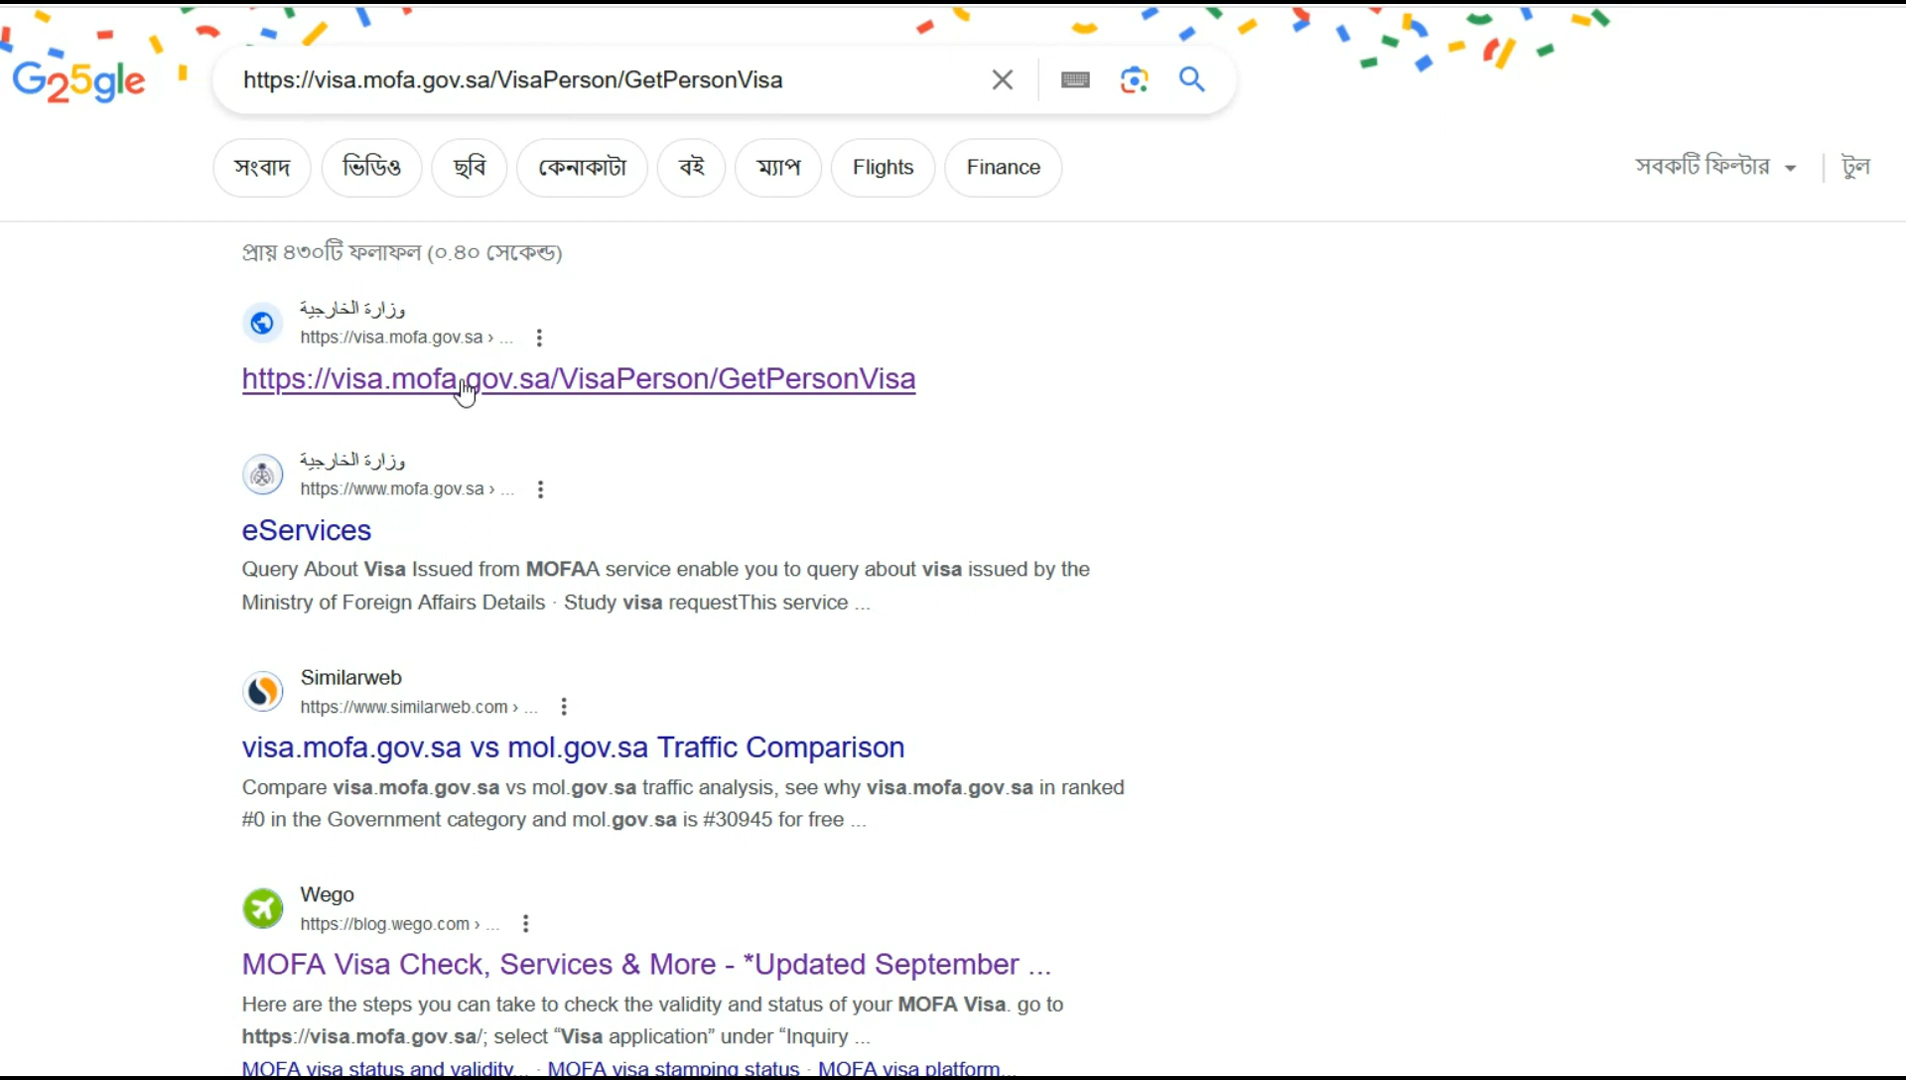 G25gle
https://visa.mofa.gov.sa/VisaPerson/GetPersonVisa
সংবাদ ভিডিও ছবি কেনাকাটা বই ম্যাপ Flights Finance সবকটি ফিল্টার টুল
প্রায় ৪৩০টি ফলাফল (০.৪০ সেকেন্ড)
وزارة الخارجية
https://visa.mofa.gov.sa › ...
https://visa.mofa.gov.sa/VisaPerson/GetPersonVisa
وزارة الخارجية
https://www.mofa.gov.sa › ...
eServices
Query About Visa Issued from MOFAA service enable you to query about visa issued by the
Ministry of Foreign Affairs Details · Study visa requestThis service ...
Similarweb
https://www.similarweb.com › ...
visa.mofa.gov.sa vs mol.gov.sa Traffic Comparison
Compare visa.mofa.gov.sa vs mol.gov.sa traffic analysis, see why visa.mofa.gov.sa in ranked
#0 in the Government category and mol.gov.sa is #30945 for free ...
Wego
https://blog.wego.com › ...
MOFA Visa Check, Services & More - *Updated September ...
Here are the steps you can take to check the validity and status of your MOFA Visa. go to
https://visa.mofa.gov.sa/; select “Visa application” under “Inquiry ...
MOFA visa status and validity... · MOFA visa stamping status · MOFA visa platform...